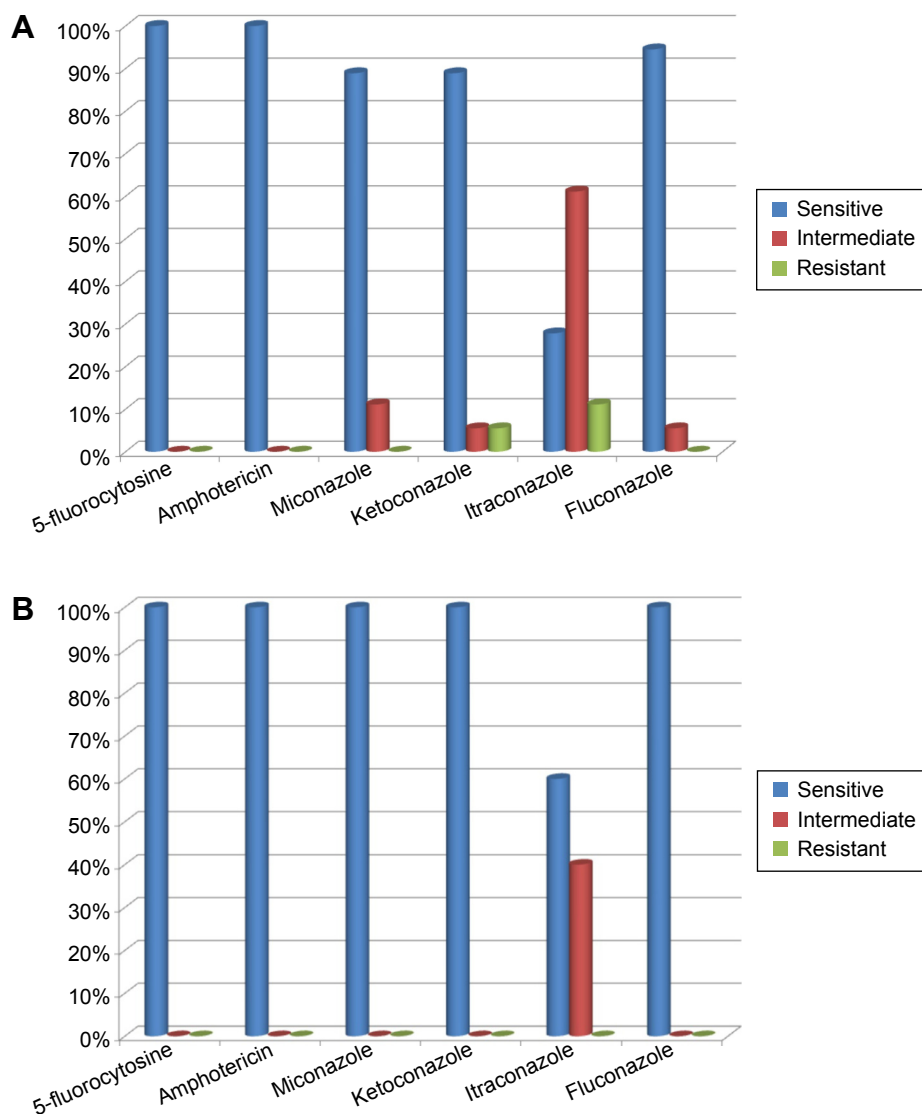 A
100%
90%
80%
70%
60%
50%
40%
30%
20%
10%
0%
5-fluorocytosine
Amphotericin
Miconazole
Ketoconazole
Itraconazole
Fluconazole
Sensitive
Intermediate
Resistant
B
100%
90%
80%
70%
60%
50%
40%
30%
20%
10%
0%
5-fluorocytosine
Amphotericin
Miconazole
Ketoconazole
Itraconazole
Fluconazole
Sensitive
Intermediate
Resistant